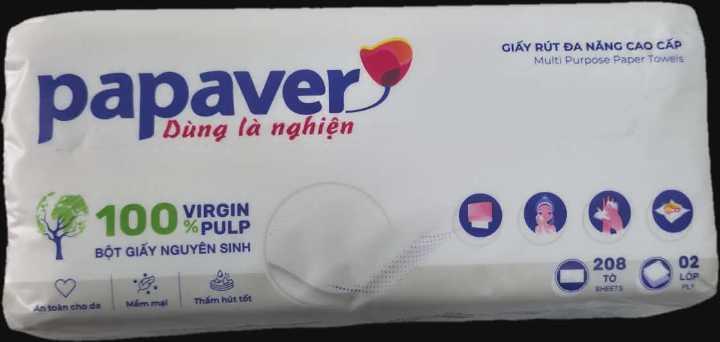 papaver
Dùng là nghiện
GIẤY RÚT ĐA NĂNG CAO CẤP
Multi Purpose Paper Towels
100% VIRGIN PULP
BỘT GIẤY NGUYÊN SINH
An toàn cho da
Mềm mại
Thấm hút tốt
208
TỜ
SHEETS
02
LỚP
PLY